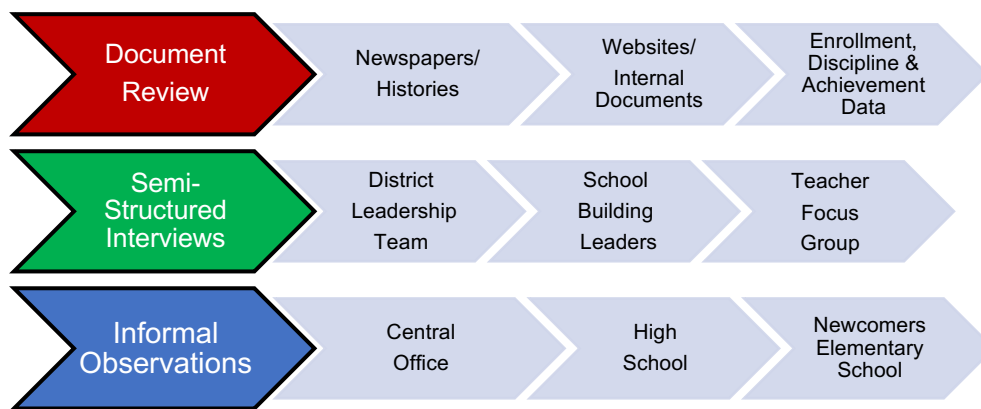 Document
Review
Newspapers/
Histories
Websites/
Internal
Documents
Enrollment,
Discipline &
Achievement
Data
Semi-
Structured
Interviews
District
Leadership
Team
School
Building
Leaders
Teacher
Focus
Group
Informal
Observations
Central
Office
High
School
Newcomers
Elementary
School